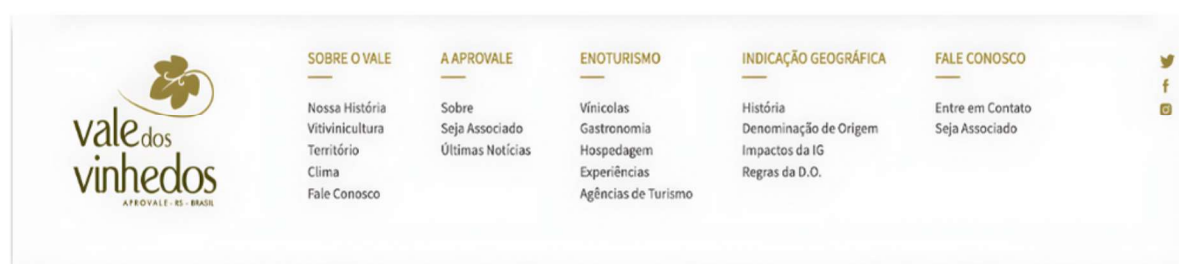 vale dos
vinhedos
APROVALE - RS - BRASIL
SOBRE O VALE
Nossa História
Vitivinicultura
Território
Clima
Fale Conosco
A APROVALE
Sobre
Seja Associado
Últimas Notícias
ENOTURISMO
Vínicolas
Gastronomia
Hospedagem
Experiências
Agências de Turismo
INDICAÇÃO GEOGRÁFICA
História
Denominação de Origem
Impactos da IG
Regras da D.O.
FALE CONOSCO
Entre em Contato
Seja Associado